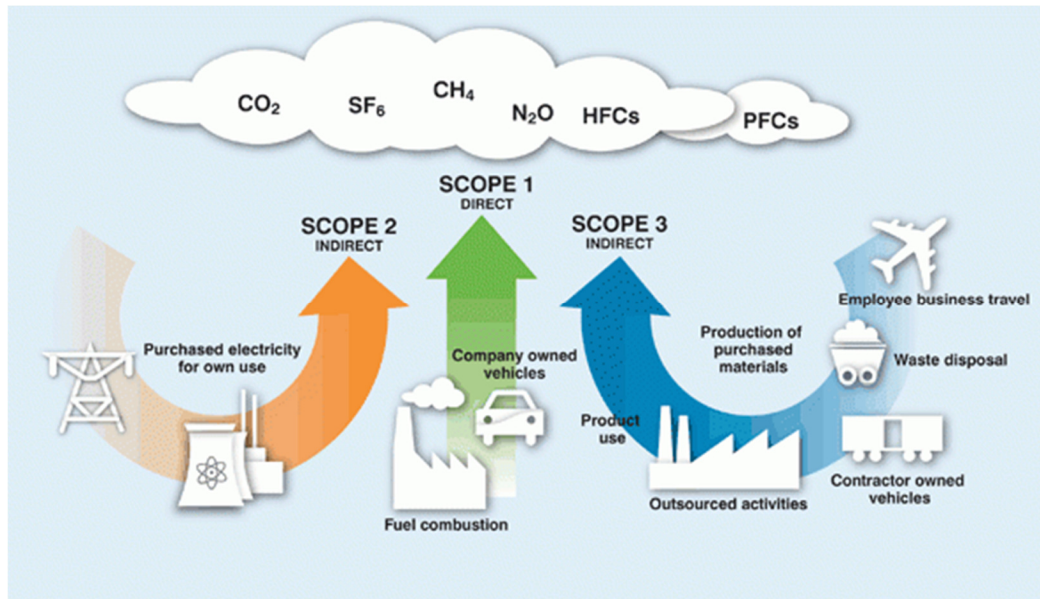 CO₂
SF₆
CH₄
N₂O
HFCs
PFCs
SCOPE 1
DIRECT
SCOPE 2
INDIRECT
SCOPE 3
INDIRECT
Purchased electricity
for own use
Company owned
vehicles
Fuel combustion
Product
use
Production of
purchased
materials
Outsourced activities
Employee business travel
Waste disposal
Contractor owned
vehicles